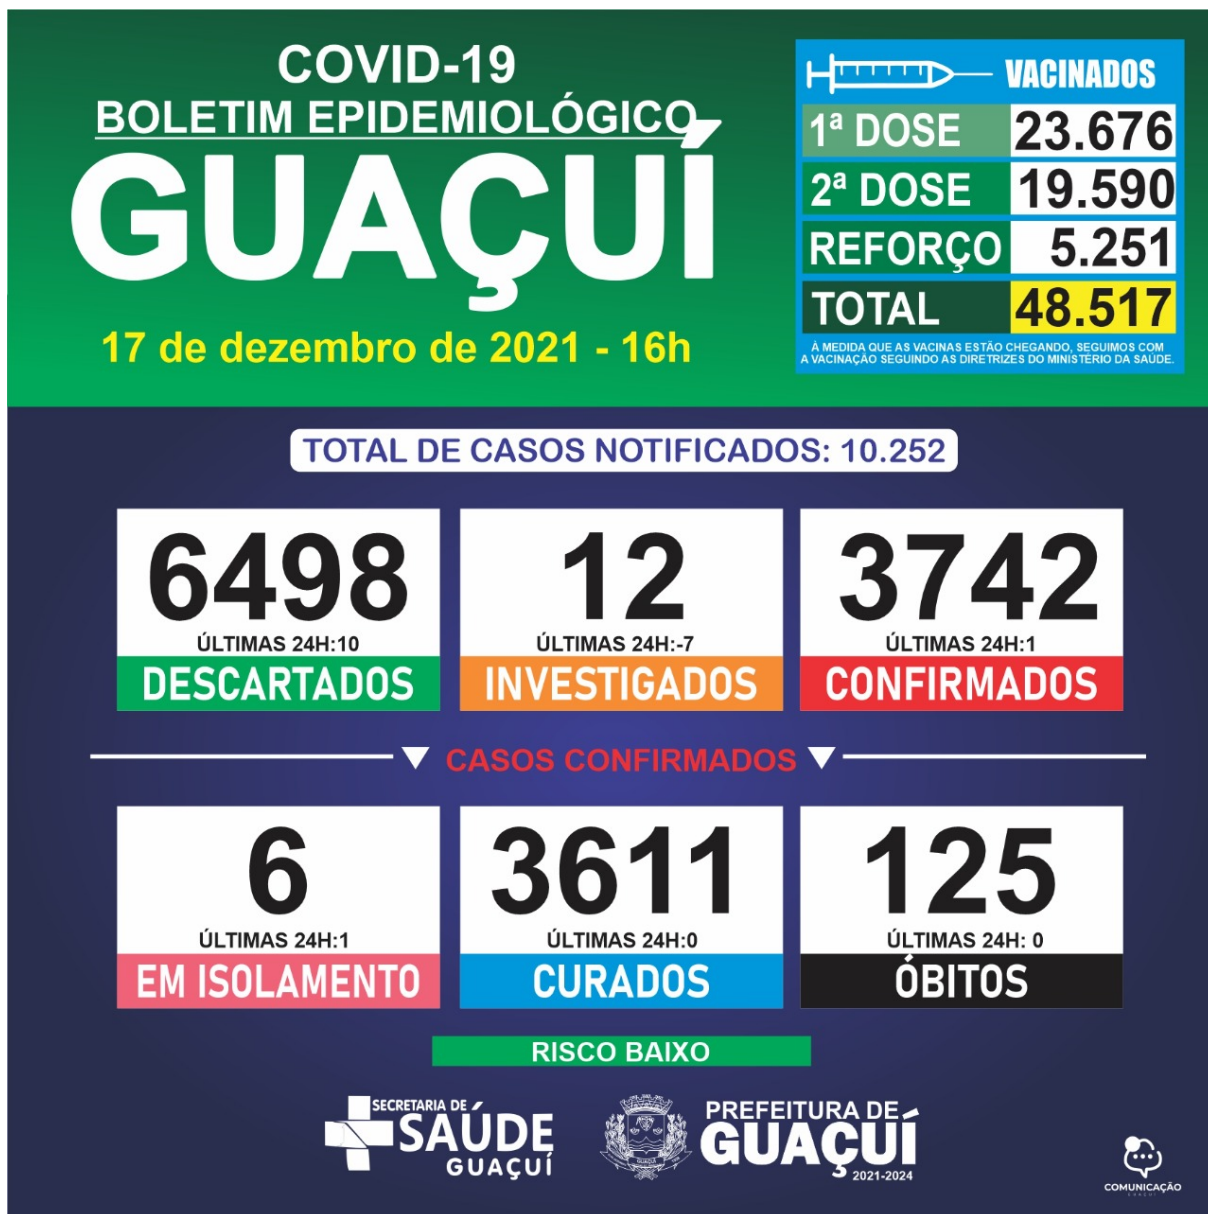 COVID-19
BOLETIM EPIDEMIOLÓGICO
GUAÇUÍ
17 de dezembro de 2021 - 16h
VACINADOS
1ª DOSE 23.676
2ª DOSE 19.590
REFORÇO 5.251
TOTAL 48.517
À MEDIDA QUE AS VACINAS ESTÃO CHEGANDO, SEGUIMOS COM
A VACINAÇÃO SEGUINDO AS DIRETRIZES DO MINISTÉRIO DA SAÚDE.
TOTAL DE CASOS NOTIFICADOS: 10.252
6498
ÚLTIMAS 24H:10
DESCARTADOS
12
ÚLTIMAS 24H:-7
INVESTIGADOS
3742
ÚLTIMAS 24H:1
CONFIRMADOS
CASOS CONFIRMADOS
6
ÚLTIMAS 24H:1
EM ISOLAMENTO
3611
ÚLTIMAS 24H:0
CURADOS
125
ÚLTIMAS 24H: 0
ÓBITOS
RISCO BAIXO
SECRETARIA DE
SAÚDE
GUAÇUÍ
GUAÇUÍ
PREFEITURA DE
GUAÇUÍ
2021-2024
COMUNICAÇÃO
GUAÇUÍ